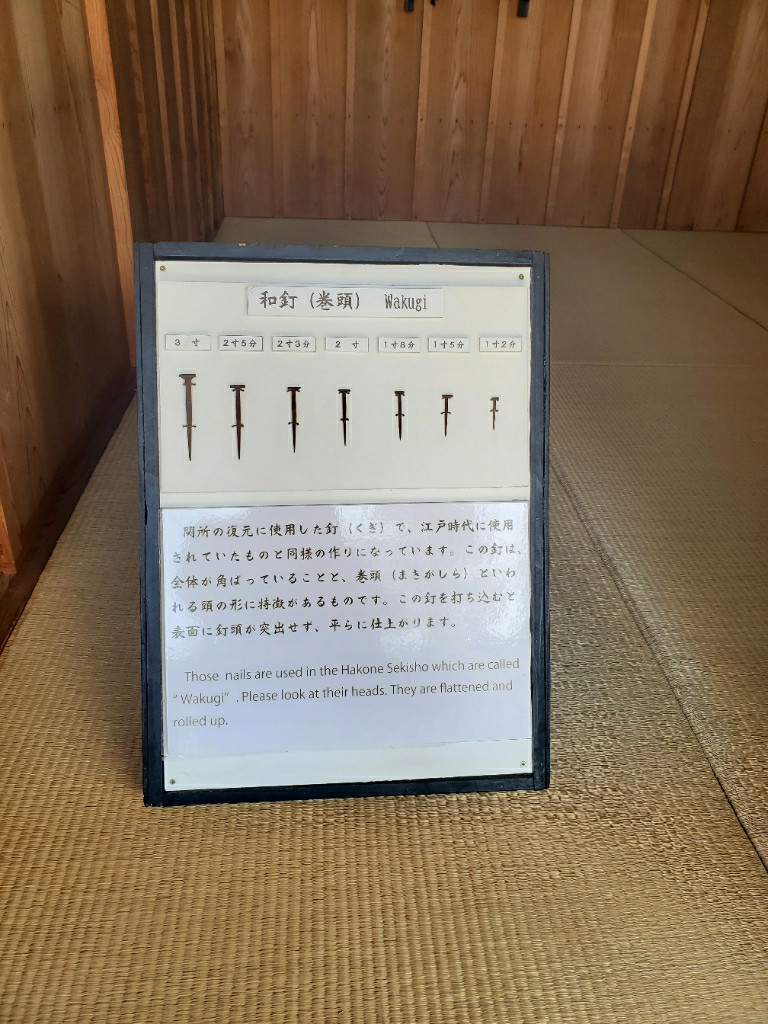 和釘（巻頭） Wakugi
3寸 2寸5分 2寸3分 2寸 1寸8分 1寸5分 1寸2分
関所の復元に使用した釘（くぎ）で、江戸時代に使用
されていたものと同様の作りになっています。この釘は、
全体が角ばっていることと、巻頭（まきがしら）といわ
れる頭の形に特徴があるものです。この釘を打ち込むと
表面に釘頭が突出せず、平らに仕上がります。
Those nails are used in the Hakone Sekisho which are called
“Wakugi” . Please look at their heads. They are flattened and
rolled up.